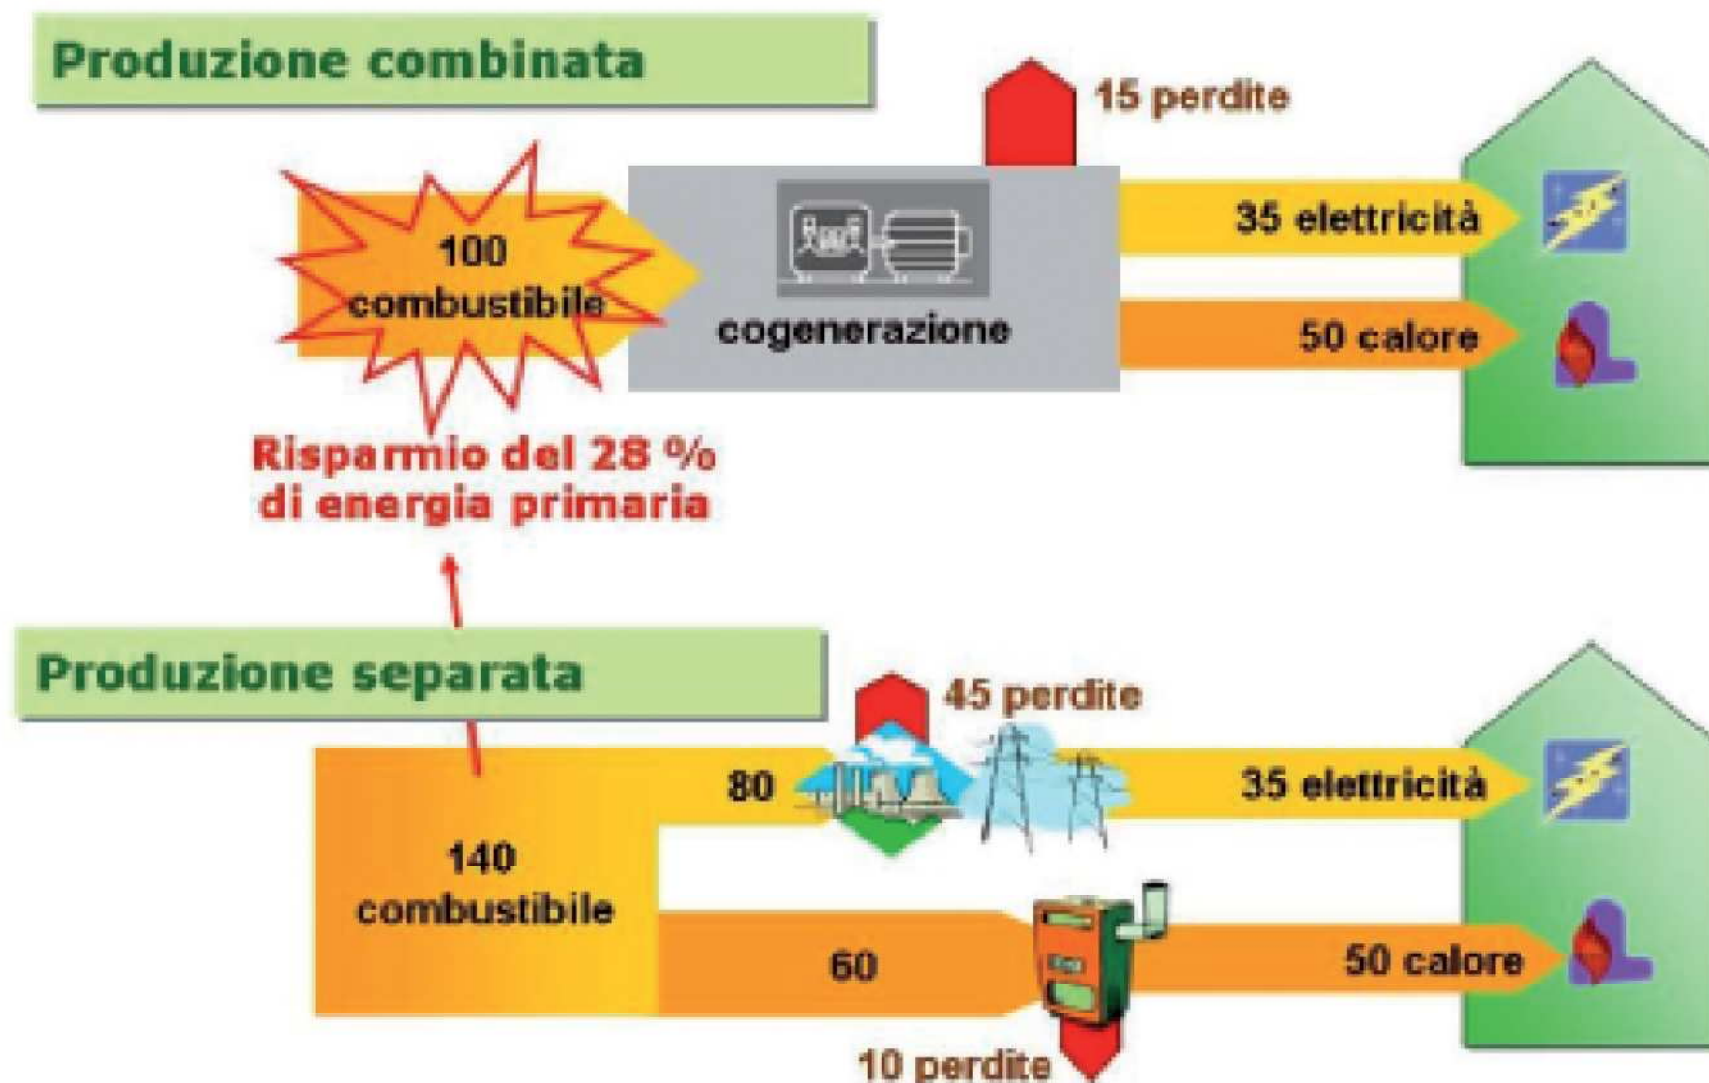 Produzione combinata
15 perdite
100
combustibile
cogenerazione
35 elettricità
50 calore
Risparmio del 28 %
di energia primaria
Produzione separata
45 perdite
80
35 elettricità
140
combustibile
60
50 calore
10 perdite